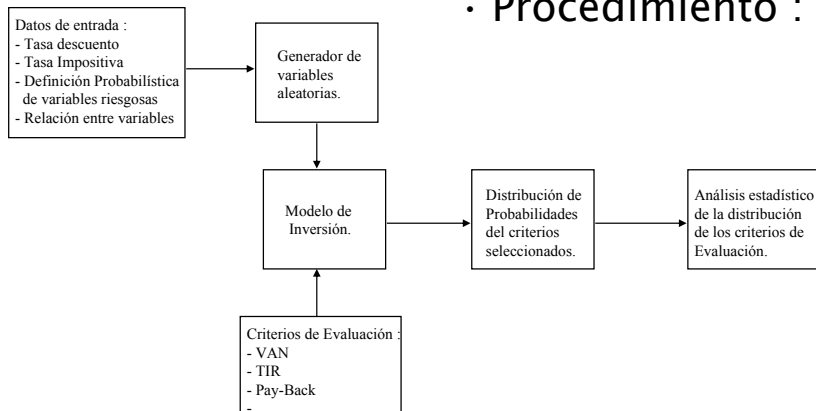 · Procedimiento :
Datos de entrada :
- Tasa descuento
- Tasa Impositiva
- Definición Probabilística
de variables riesgosas
- Relación entre variables
Generador de
variables
aleatorias.
Modelo de
Inversión.
Distribución de
Probabilidades
del criterios
seleccionados.
Análisis estadístico
de la distribución
de los criterios de
Evaluación.
Criterios de Evaluación :
- VAN
- TIR
- Pay-Back
-